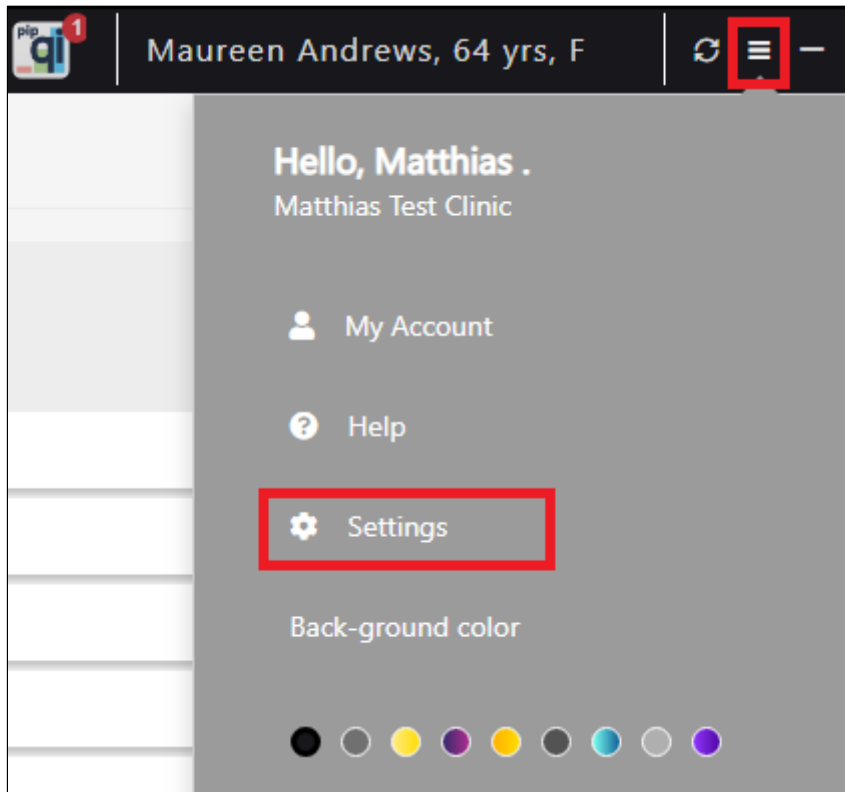 pip
qi
1
Maureen Andrews, 64 yrs, F
Hello, Matthias .
Matthias Test Clinic
My Account
Help
Settings
Back-ground color